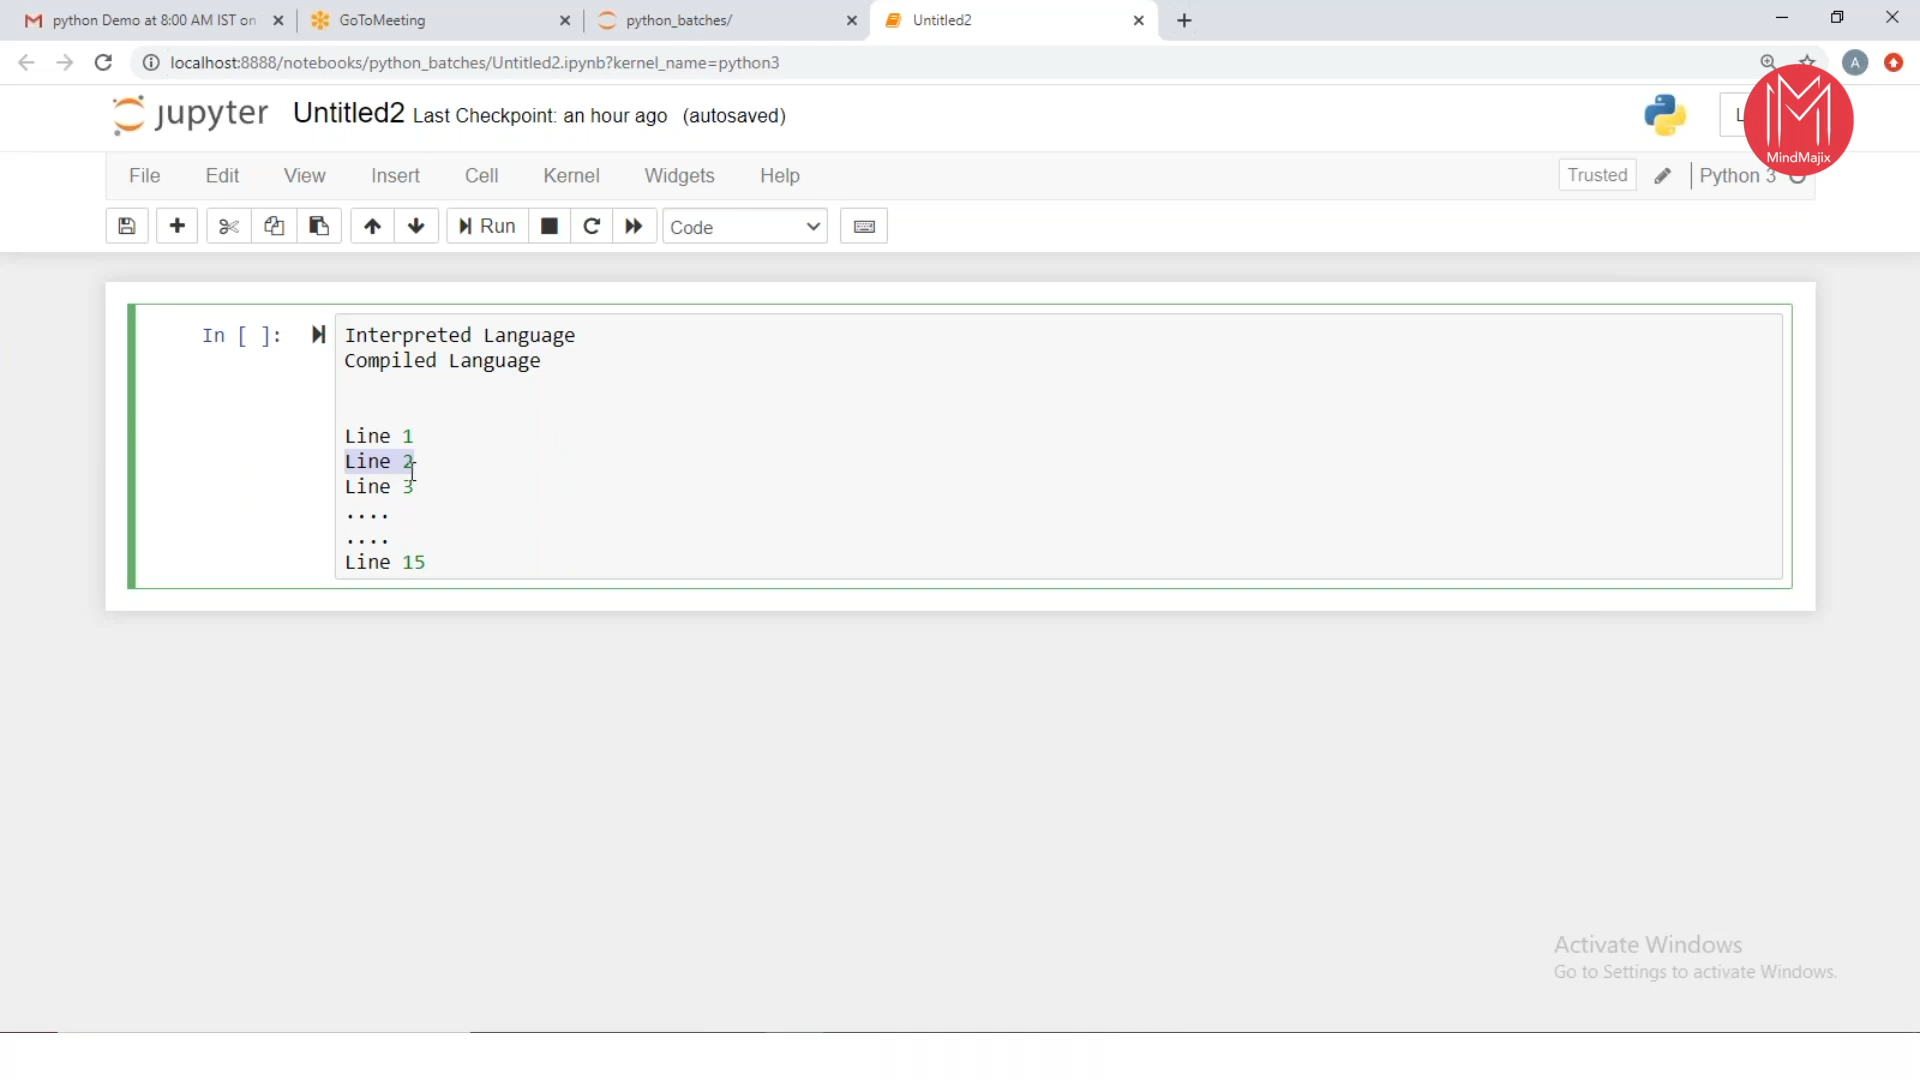 python Demo at 8:00 AM IST on
GoToMeeting
python_batches/
Untitled2
localhost:8888/notebooks/python_batches/Untitled2.ipynb?kernel_name=python3
A
jupyter Untitled2 Last Checkpoint: an hour ago (autosaved)
MindMajix
File Edit View Insert Cell Kernel Widgets Help
Trusted
Python 3
Run
Code
In [ ]:
Interpreted Language
Compiled Language
Line 1
Line 2
Line 3
....
....
Line 15
Activate Windows
Go to Settings to activate Windows.